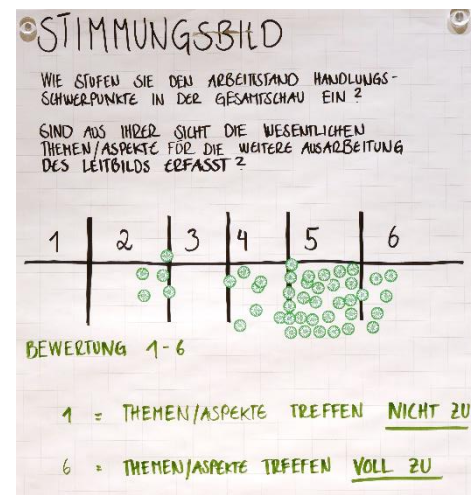 STIMMUNGSBILD
WIE STUFEN SIE DEN ARBEITSTAND HANDLUNGS-
SCHWERPUNKTE IN DER GESAMTSCHAU EIN?
SIND AUS IHRER SICHT DIE WESENTLICHEN
THEMEN/ASPEKTE FÜR DIE WEITERE AUSARBEITUNG
DES LEITBILDS ERFASST?
1 2 3 4 5 6
BEWERTUNG 1-6
1 = THEMEN/ASPEKTE TREFFEN NICHT ZU
6 = THEMEN/ASPEKTE TREFFEN VOLL ZU